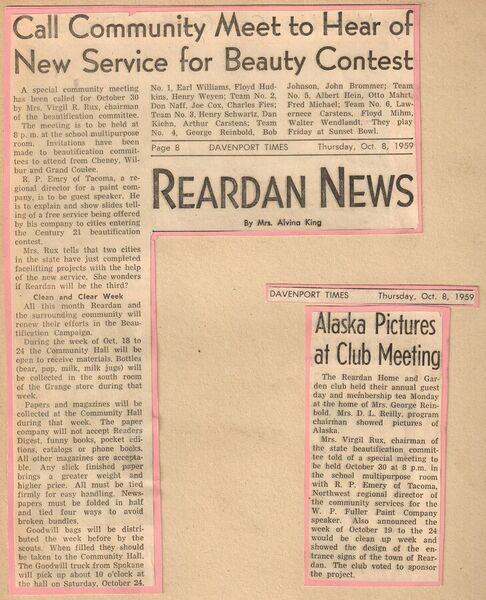 Call Community Meet to Hear of
New Service for Beauty Contest
A special community meeting
has been called for October 30
by Mrs. Virgil R. Rux, chairman
of the beautification committee.
The meeting is to be held at
8 p. m. at the school multipurpose
room. Invitations have been
made to beautification commit-
tees to attend from Cheney, Wil-
bur and Grand Coulee.
R. P. Emry of Tacoma, a re-
gional director for a paint com-
pany, is to be guest speaker. He
is to explain and show slides tell-
ing of a free service being offered
by his company to cities entering
the Century 21 beautification
contest.
Mrs. Rux tells that two cities
in the state have just completed
facelifting projects with the help
of the new service. She wonders
if Reardan will be the third?
Clean and Clear Week
All this month Reardan and
the surrounding community will
renew their efforts in the Beau-
tification Campaign.
During the week of Oct. 18 to
24 the Community Hall will be
open to receive materials. Bottles
(bear, pop, milk, milk jugs) will
be collected in the south room
of the Grange store during that
week.
Papers and magazines will be
collected at the Community Hall
during that week. The paper
company will not accept Readers
Digest, funny books, pocket edi-
tions, catalogs or phone books.
All other magazines are accepta-
ble. Any slick finished paper
brings a greater weight and
higher price. All must be tied
firmly for easy handling. News-
papers must be folded in half
and tied four ways to avoid
broken bundles.
Goodwill bags will be distri-
buted the week before by the
scouts. When filled they should
be taken to the Community Hall.
The Goodwill truck from Spokane
will pick up about 10 o'clock at
the hall on Saturday, October 24.
No. 1, Earl Williams, Floyd Hud-
kins, Henry Weyen; Team No. 2,
Don Naff, Joe Cox, Charles Fies;
Team No. 3, Henry Schwartz, Dan
Kiehn, Arthur Carstens; Team
No. 4, George Reinbold, Bob
Johnson, John Brommer; Team
No. 5, Albert Hein, Otto Mahrt,
Fred Michael; Team No. 6, Law-
ernece Carstens, Floyd Mihm,
Walter Wendlandt. They play
Friday at Sunset Bowl.
Page 8 DAVENPORT TIMES Thursday, Oct. 8, 1959
REARDAN NEWS
By Mrs. Alvina King
DAVENPORT TIMES Thursday, Oct. 8, 1959
Alaska Pictures
at Club Meeting
The Reardan Home and Gar-
den club held their annual guest
day and membership tea Monday
at the home of Mrs. George Rein-
bold. Mrs. D. L. Reilly, program
chairman showed pictures of
Alaska.
Mrs. Virgil Rux, chairman of
the state beautification commit-
tee told of a special meeting to
be held October 30 at 8 p.m. in
the school multipurpose room
with R. P. Emery of Tacoma,
Northwest regional director of
the community services for the
W. P. Fuller Paint Company
speaker. Also announced the
week of October 19 to the 24
would be clean up week and
showed the design of the en-
trance signs of the town of Rear-
dan. The club voted to sponsor
the project.